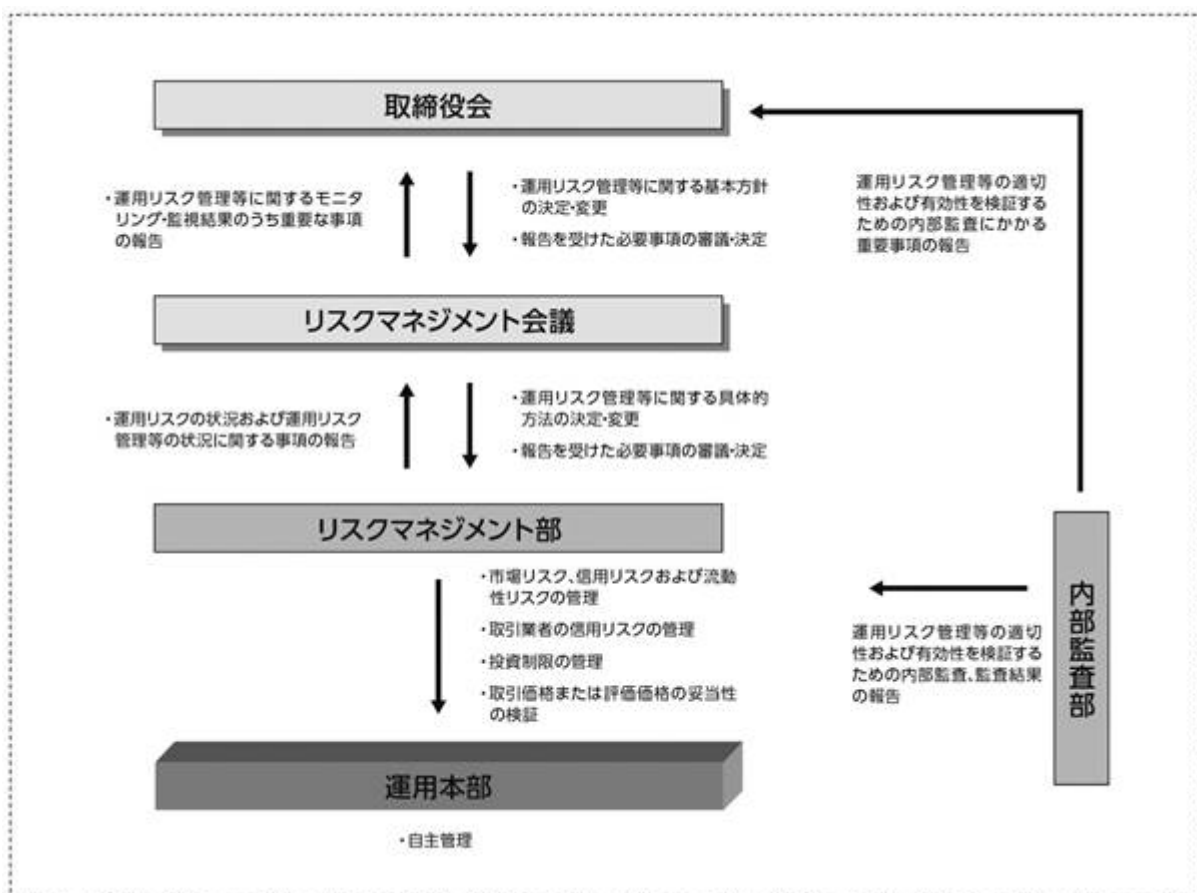 取締役会
・運用リスク管理等に関するモニタ
リング・監視結果のうち重要な事項
の報告
・運用リスク管理等に関する基本方針
の決定・変更
・報告を受けた必要事項の審議・決定
運用リスク管理等の適切
性および有効性を検証する
ための内部監査にかかる
重要事項の報告
リスクマネジメント会議
・運用リスクの状況および運用リスク
管理等の状況に関する事項の報告
・運用リスク管理等に関する具体的
方法の決定・変更
・報告を受けた必要事項の審議・決定
リスクマネジメント部
・市場リスク、信用リスクおよび流動
性リスクの管理
・取引業者の信用リスクの管理
・投資制限の管理
・取引価格または評価価格の妥当性
の検証
運用リスク管理等の適切
性および有効性を検証する
ための内部監査、監査結果
の報告
内部監査部
運用本部
・自主管理